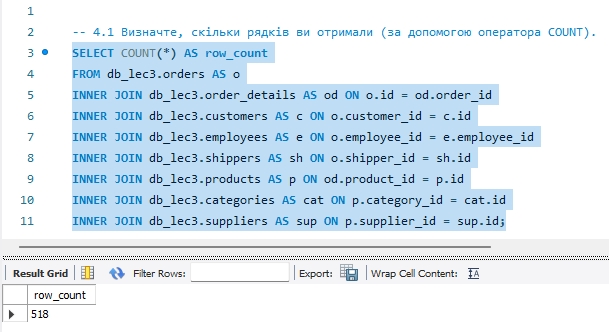 1
2 -- 4.1 Визначте, скільки рядків ви отримали (за допомогою оператора COUNT).
3 SELECT COUNT(*) AS row_count
4 FROM db_lec3.orders AS o
5 INNER JOIN db_lec3.order_details AS od ON o.id = od.order_id
6 INNER JOIN db_lec3.customers AS c ON o.customer_id = c.id
7 INNER JOIN db_lec3.employees AS e ON o.employee_id = e.employee_id
8 INNER JOIN db_lec3.shippers AS sh ON o.shipper_id = sh.id
9 INNER JOIN db_lec3.products AS p ON od.product_id = p.id
10 INNER JOIN db_lec3.categories AS cat ON p.category_id = cat.id
11 INNER JOIN db_lec3.suppliers AS sup ON p.supplier_id = sup.id;
Result Grid Filter Rows: Export: Wrap Cell Content: IA
row_count
518